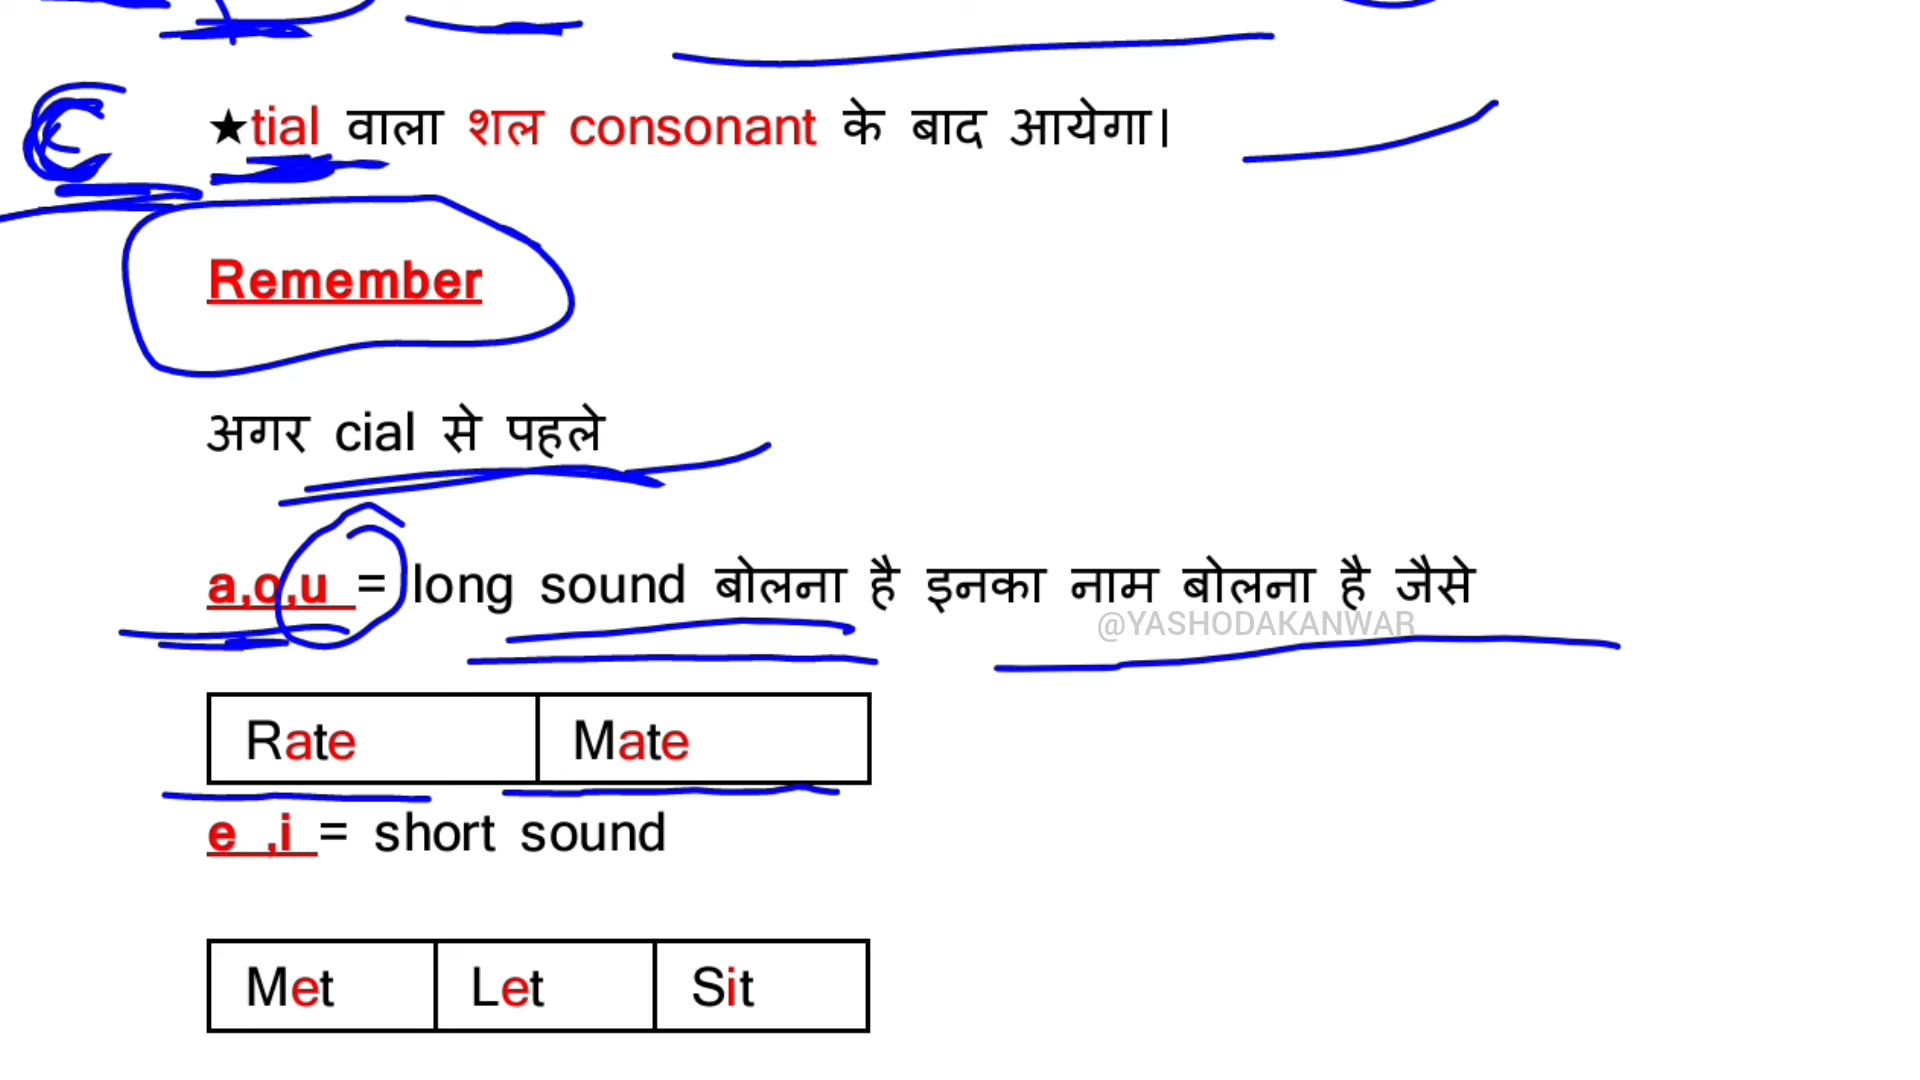 ★tial वाला शल consonant के बाद आयेगा।
Remember
अगर cial से पहले
a,o,u = long sound बोलना है इनका नाम बोलना है जैसे
@YASHODAKANWAR
Rate Mate
e ,i = short sound
Met Let Sit